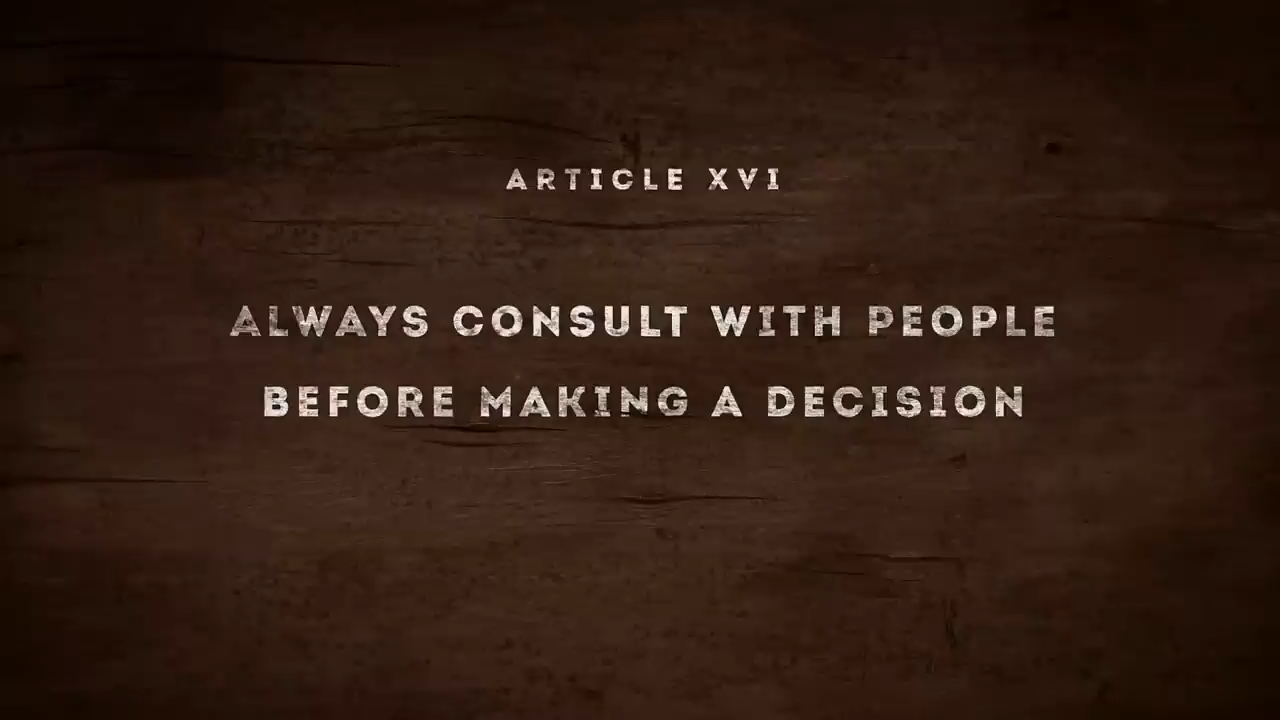 ARTICLE XVI
ALWAYS CONSULT WITH PEOPLE
BEFORE MAKING A DECISION